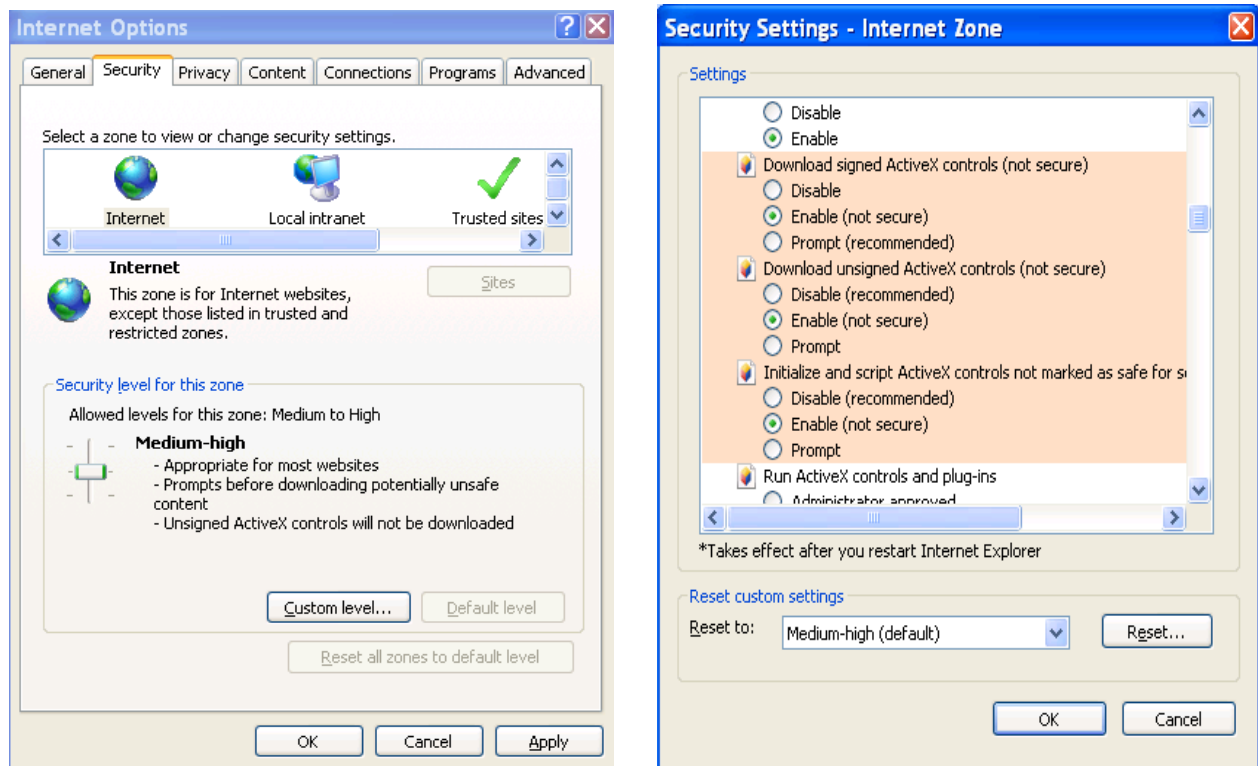 Internet Options
General Security Privacy Content Connections Programs Advanced
Select a zone to view or change security settings.
Internet Local intranet Trusted sites
Internet
Sites
This zone is for Internet websites,
except those listed in trusted and
restricted zones.
Security level for this zone
Allowed levels for this zone: Medium to High
Medium-high
- Appropriate for most websites
- Prompts before downloading potentially unsafe
content
- Unsigned ActiveX controls will not be downloaded
Custom level... Default level
Reset all zones to default level
OK Cancel Apply
Security Settings - Internet Zone
Settings
Disable
Enable
Download signed ActiveX controls (not secure)
Disable
Enable (not secure)
Prompt (recommended)
Download unsigned ActiveX controls (not secure)
Disable (recommended)
Enable (not secure)
Prompt
Initialize and script ActiveX controls not marked as safe for
Disable (recommended)
Enable (not secure)
Prompt
Run ActiveX controls and plug-ins
Administrator approved
*Takes effect after you restart Internet Explorer
Reset custom settings
Reset to: Medium-high (default) Reset...
OK Cancel